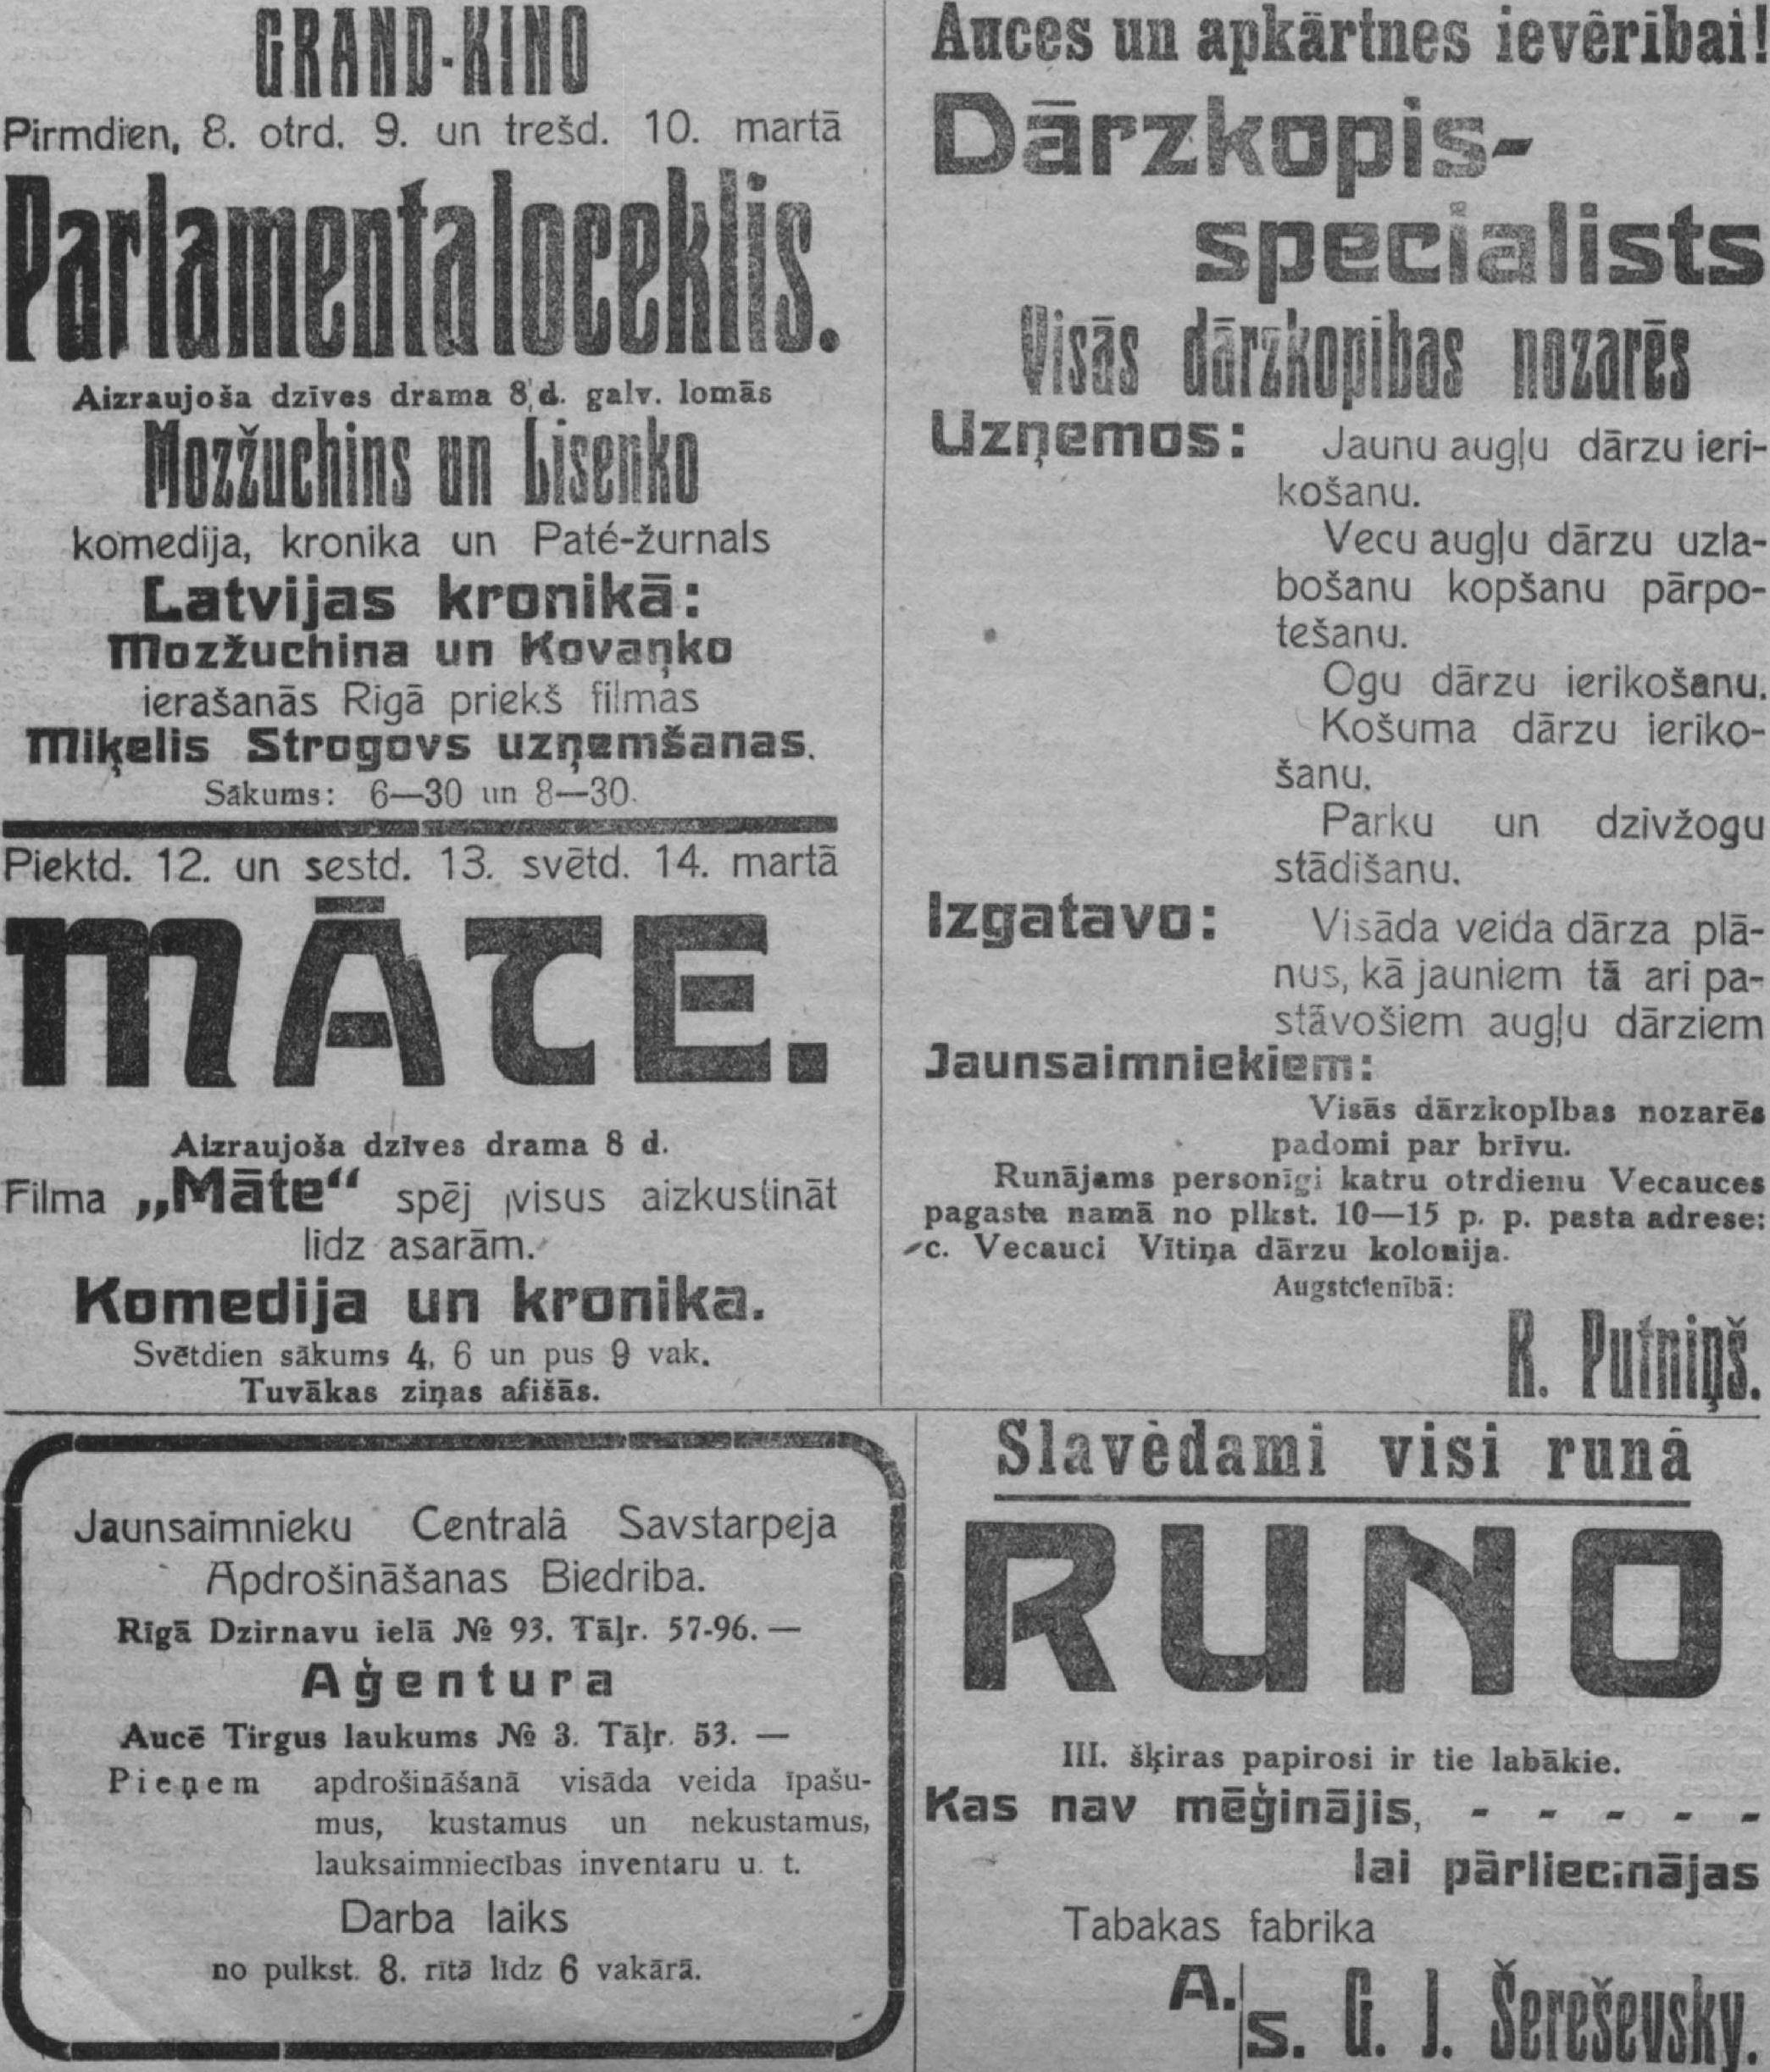 GRAND-KINO
Pirmdien, 8. otrd. 9. un trešd. 10. martā
Parlamenta loceklis.
Aizraujoša dzīves drama 8 d. galv. lomās
Mozžuchins un Lisenko
komedija, kronika un Paté-žurnals
Latvijas kronikā:
Mozžuchina un Kovaņko
ierašanās Rigā priekš filmas
Miķelis Strogovs uzņemšanas.
Sākums: 6—30 un 8—30.
Piektd. 12. un sestd. 13. svētd. 14. martā
MĀTE.
Aizraujoša dzīves drama 8 d.
Filma „Māte“ spēj visus aizkustināt
līdz asarām.
Komedija un kronika.
Svētdien sākums 4, 6 un pus 9 vak.
Tuvākas ziņas afišās.
Auces un apkārtnes ievērībai!
Dārzkopis-
specialists
Visās dārzkopības nozarēs
Uzņemos: Jaunu augļu dārzu ieri-
košanu.
Vecu augļu dārzu uzla-
bošanu kopšanu pārpo-
tešanu.
Ogu dārzu ierikošanu.
Košuma dārzu ieriko-
šanu.
Parku un dzivžogu
stādišanu.
Izgatavo: Visāda veida dārza plā-
nus, kā jauniem tā ari pa-
stāvošiem augļu dārziem
Jaunsaimniekiem:
Visās dārzkopības nozarēs
padomi par brīvu.
Runājams personīgi katru otrdienu Vecauces
pagasta namā no plkst. 10—15 p. p. pasta adrese:
c. Vecauci Vītiņa dārzu kolonija.
Augstcienībā:
R. Putniņš.
Jaunsaimnieku Centralâ Savstarpeja
Apdrošināšanas Biedriba.
Rīgā Dzirnavu ielā № 93. Tāļr. 57-96. —
Aģentura
Aucē Tirgus laukums № 3. Tāļr. 53. —
Pieņem apdrošināšanā visāda veida īpašu-
mus, kustamus un nekustamus,
lauksaimniecības inventaru u. t.
Darba laiks
no pulkst. 8. rītā līdz 6 vakārā.
Slavēdami visi runâ
RUNO
III. šķiras papirosi ir tie labākie.
Kas nav mēģinājis, - - - - -
lai pārliecinājas
Tabakas fabrika
A./s. G. J. Šereševsky.